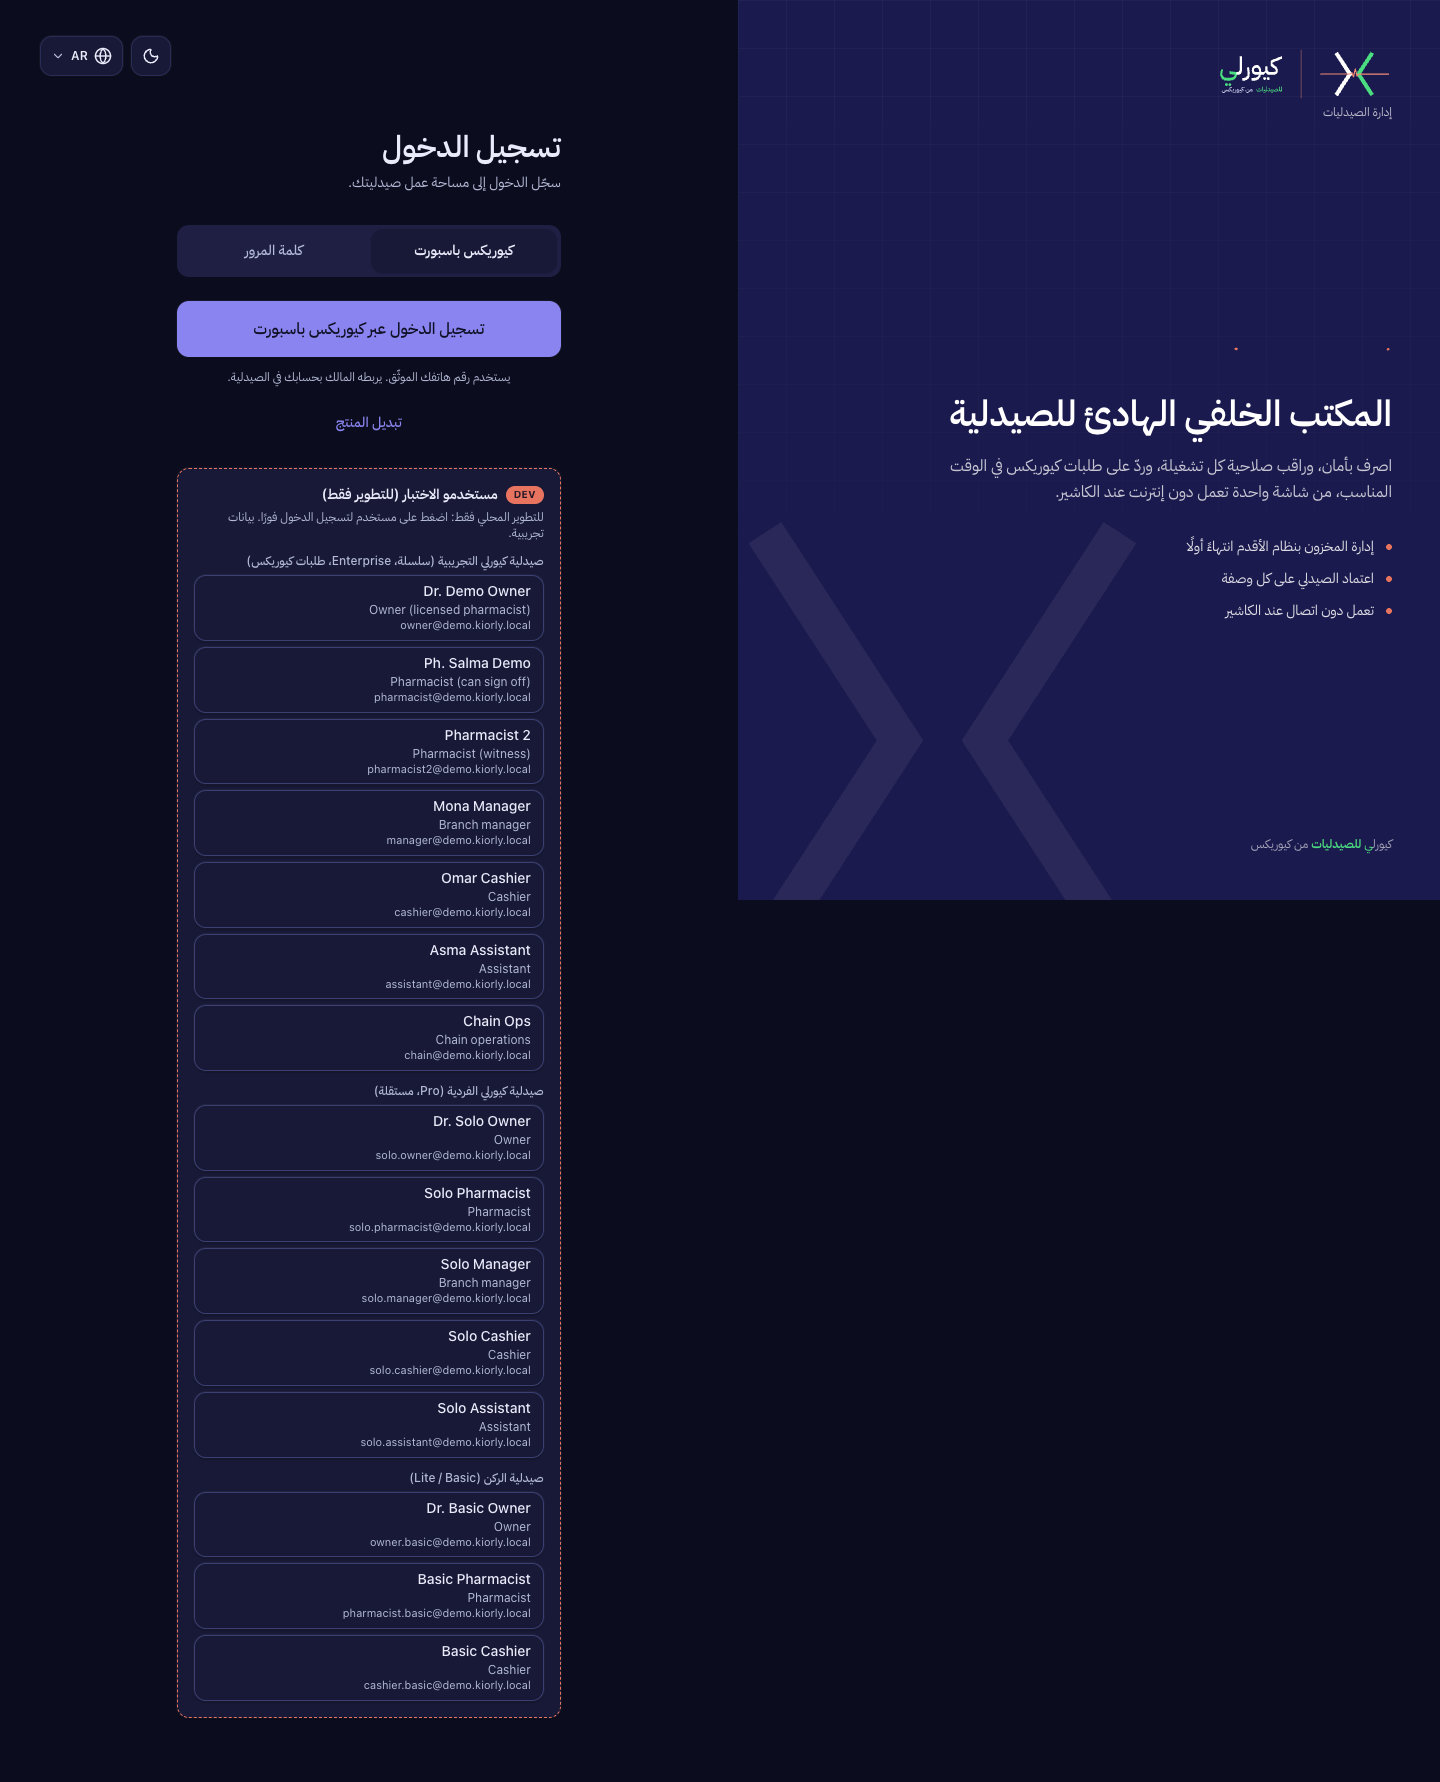 كيورلي
للصيدليات من كيوريكس
إدارة الصيدليات
المكتب الخلفي الهادئ للصيدلية
اصرف بأمان، وراقب صلاحية كل تشغيلة، وردّ على طلبات كيوريكس في الوقت
المناسب، من شاشة واحدة تعمل دون إنترنت عند الكاشير.
إدارة المخزون بنظام الأقدم انتهاءً أولًا
اعتماد الصيدلي على كل وصفة
تعمل دون اتصال عند الكاشير
كيورلي للصيدليات من كيوريكس
AR
تسجيل الدخول
سجّل الدخول إلى مساحة عمل صيدليتك.
كيوريكس باسبورت
كلمة المرور
تسجيل الدخول عبر كيوريكس باسبورت
يستخدم رقم هاتفك الموثّق. يربطه المالك بحسابك في الصيدلية.
تبديل المنتج
DEV مستخدمو الاختبار (للتطوير فقط)
للتطوير المحلي فقط: اضغط على مستخدم لتسجيل الدخول فورًا. بيانات
تجريبية.
صيدلية كيورلي التجريبية (سلسلة، Enterprise، طلبات كيوريكس)
Dr. Demo Owner
Owner (licensed pharmacist)
owner@demo.kiorly.local
Ph. Salma Demo
Pharmacist (can sign off)
pharmacist@demo.kiorly.local
Pharmacist 2
Pharmacist (witness)
pharmacist2@demo.kiorly.local
Mona Manager
Branch manager
manager@demo.kiorly.local
Omar Cashier
Cashier
cashier@demo.kiorly.local
Asma Assistant
Assistant
assistant@demo.kiorly.local
Chain Ops
Chain operations
chain@demo.kiorly.local
صيدلية كيورلي الفردية (Pro، مستقلة)
Dr. Solo Owner
Owner
solo.owner@demo.kiorly.local
Solo Pharmacist
Pharmacist
solo.pharmacist@demo.kiorly.local
Solo Manager
Branch manager
solo.manager@demo.kiorly.local
Solo Cashier
Cashier
solo.cashier@demo.kiorly.local
Solo Assistant
Assistant
solo.assistant@demo.kiorly.local
صيدلية الركن (Lite / Basic)
Dr. Basic Owner
Owner
owner.basic@demo.kiorly.local
Basic Pharmacist
Pharmacist
pharmacist.basic@demo.kiorly.local
Basic Cashier
Cashier
cashier.basic@demo.kiorly.local